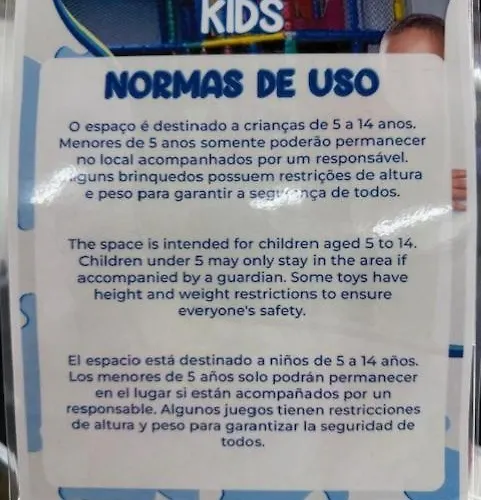 KIDS
NORMAS DE USO
O espaço é destinado a crianças de 5 a 14 anos.
Menores de 5 anos somente poderão permanecer
no local acompanhados por um responsável.
Alguns brinquedos possuem restrições de altura
e peso para garantir a segurança de todos.
The space is intended for children aged 5 to 14.
Children under 5 may only stay in the area if
accompanied by a guardian. Some toys have
height and weight restrictions to ensure
everyone's safety.
El espacio está destinado a niños de 5 a 14 años.
Los menores de 5 años solo podrán permanecer
en el lugar si están acompañados por un
responsable. Algunos juegos tienen restricciones
de altura y peso para garantizar la seguridad de
todos.